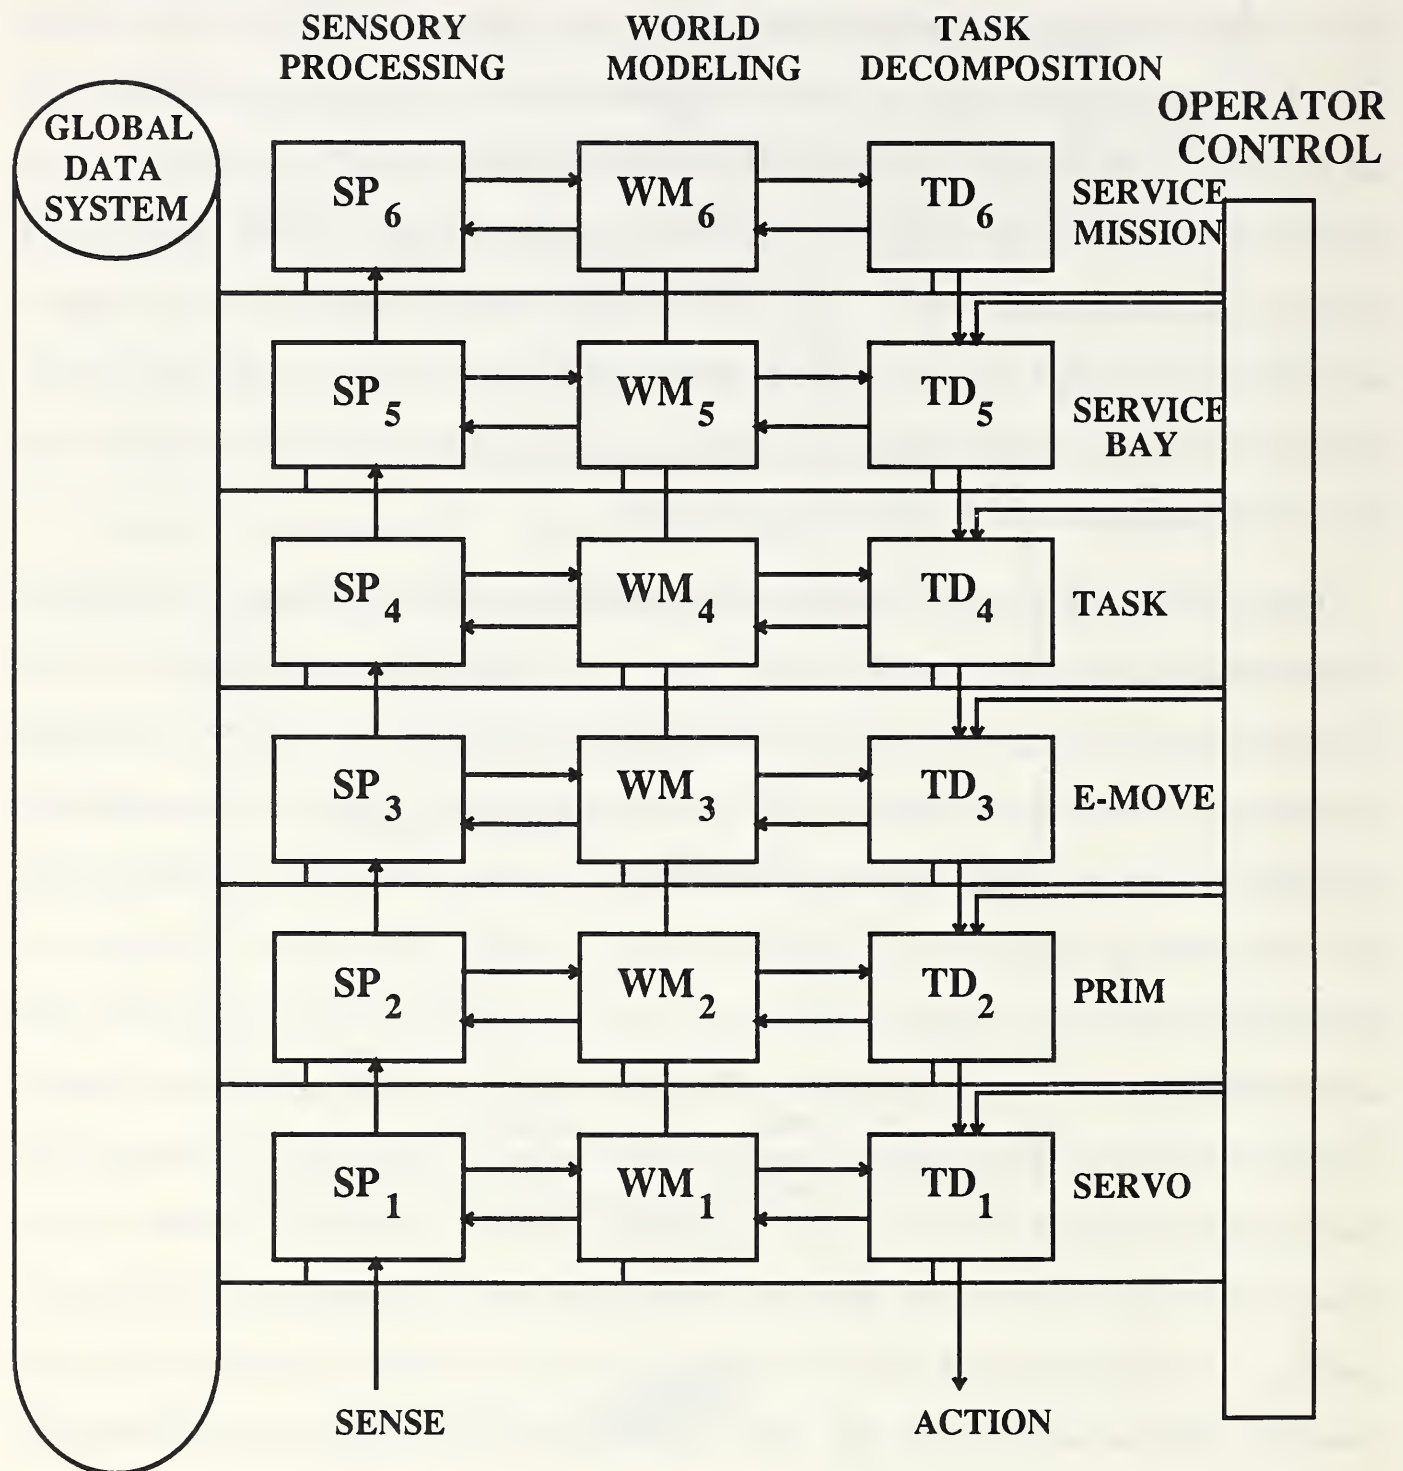 SENSORY
PROCESSING
WORLD
MODELING
TASK
DECOMPOSITION
OPERATOR
CONTROL
GLOBAL
DATA
SYSTEM
SP6
WM6
TD6
SERVICE
MISSION
SP5
WM5
TD5
SERVICE
BAY
SP4
WM4
TD4
TASK
SP3
WM3
TD3
E-MOVE
SP2
WM2
TD2
PRIM
SP1
WM1
TD1
SERVO
SENSE
ACTION